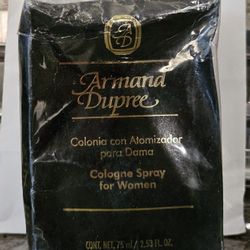 AD
Armand
Dupree
Colonia con Atomizador
para Dama
Cologne Spray
for Women
CONT. NET. 75 ml / 2.53 FL. OZ.